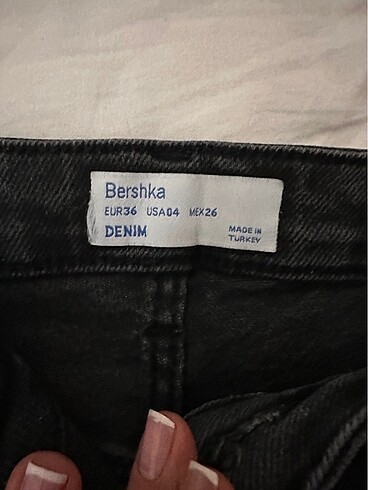 Bershka
EUR36 USA04 MEX26
DENIM
MADE IN
TURKEY